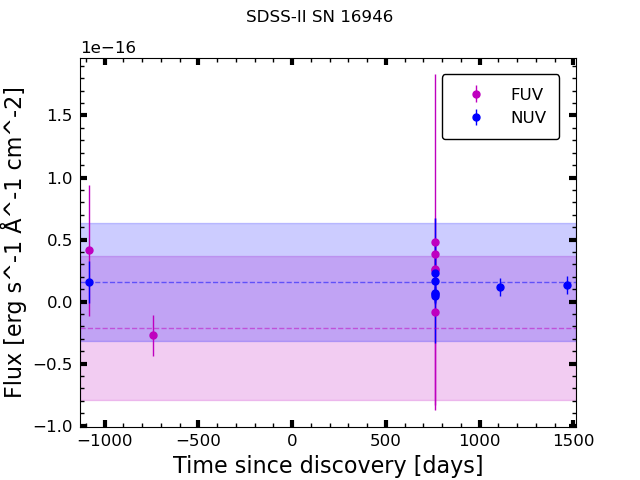 SDSS-II SN 16946
1e−16
Flux [erg s^-1 Å^-1 cm^-2]
1.5
1.0
0.5
0.0
−0.5
−1.0
FUV
NUV
−1000 −500 0 500 1000 1500
Time since discovery [days]